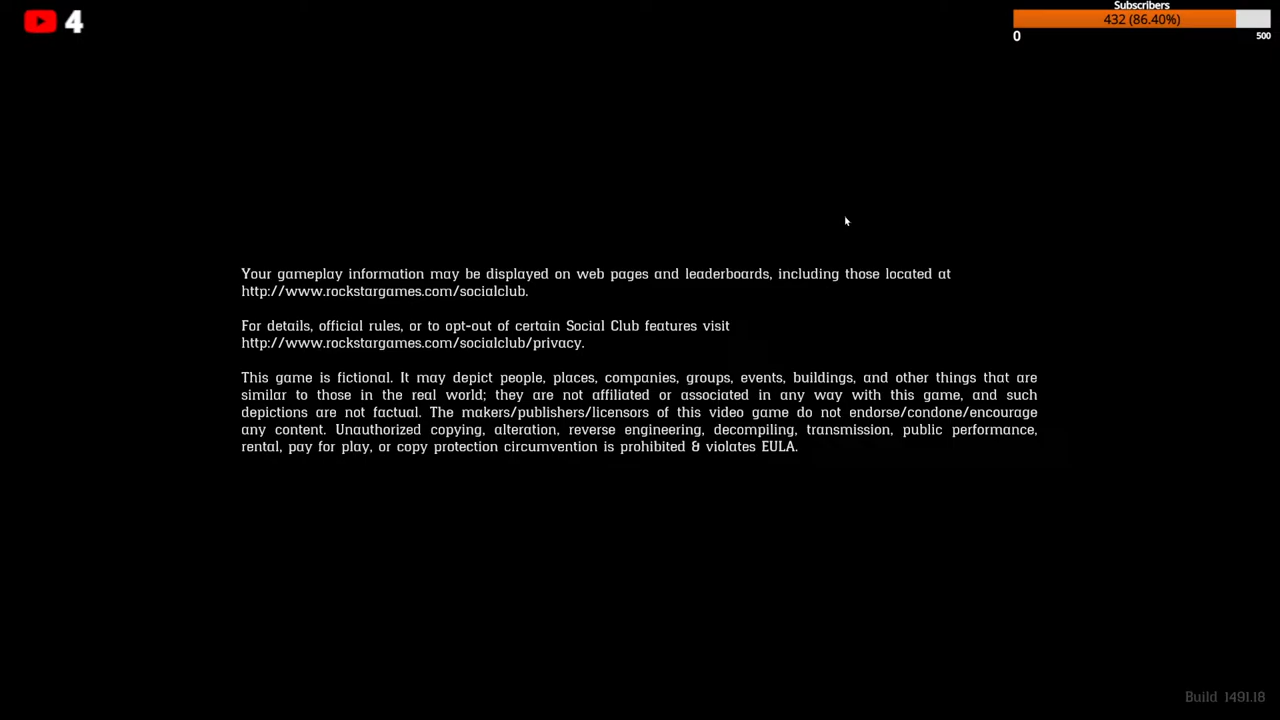 4
Subscribers
432 (86.40%)
0
500
Your gameplay information may be displayed on web pages and leaderboards, including those located at
http://www.rockstargames.com/socialclub.
For details, official rules, or to opt-out of certain Social Club features visit
http://www.rockstargames.com/socialclub/privacy.
This game is fictional. It may depict people, places, companies, groups, events, buildings, and other things that are
similar to those in the real world; they are not affiliated or associated in any way with this game, and such
depictions are not factual. The makers/publishers/licensors of this video game do not endorse/condone/encourage
any content. Unauthorized copying, alteration, reverse engineering, decompiling, transmission, public performance,
rental, pay for play, or copy protection circumvention is prohibited & violates EULA.
Build 1491.18